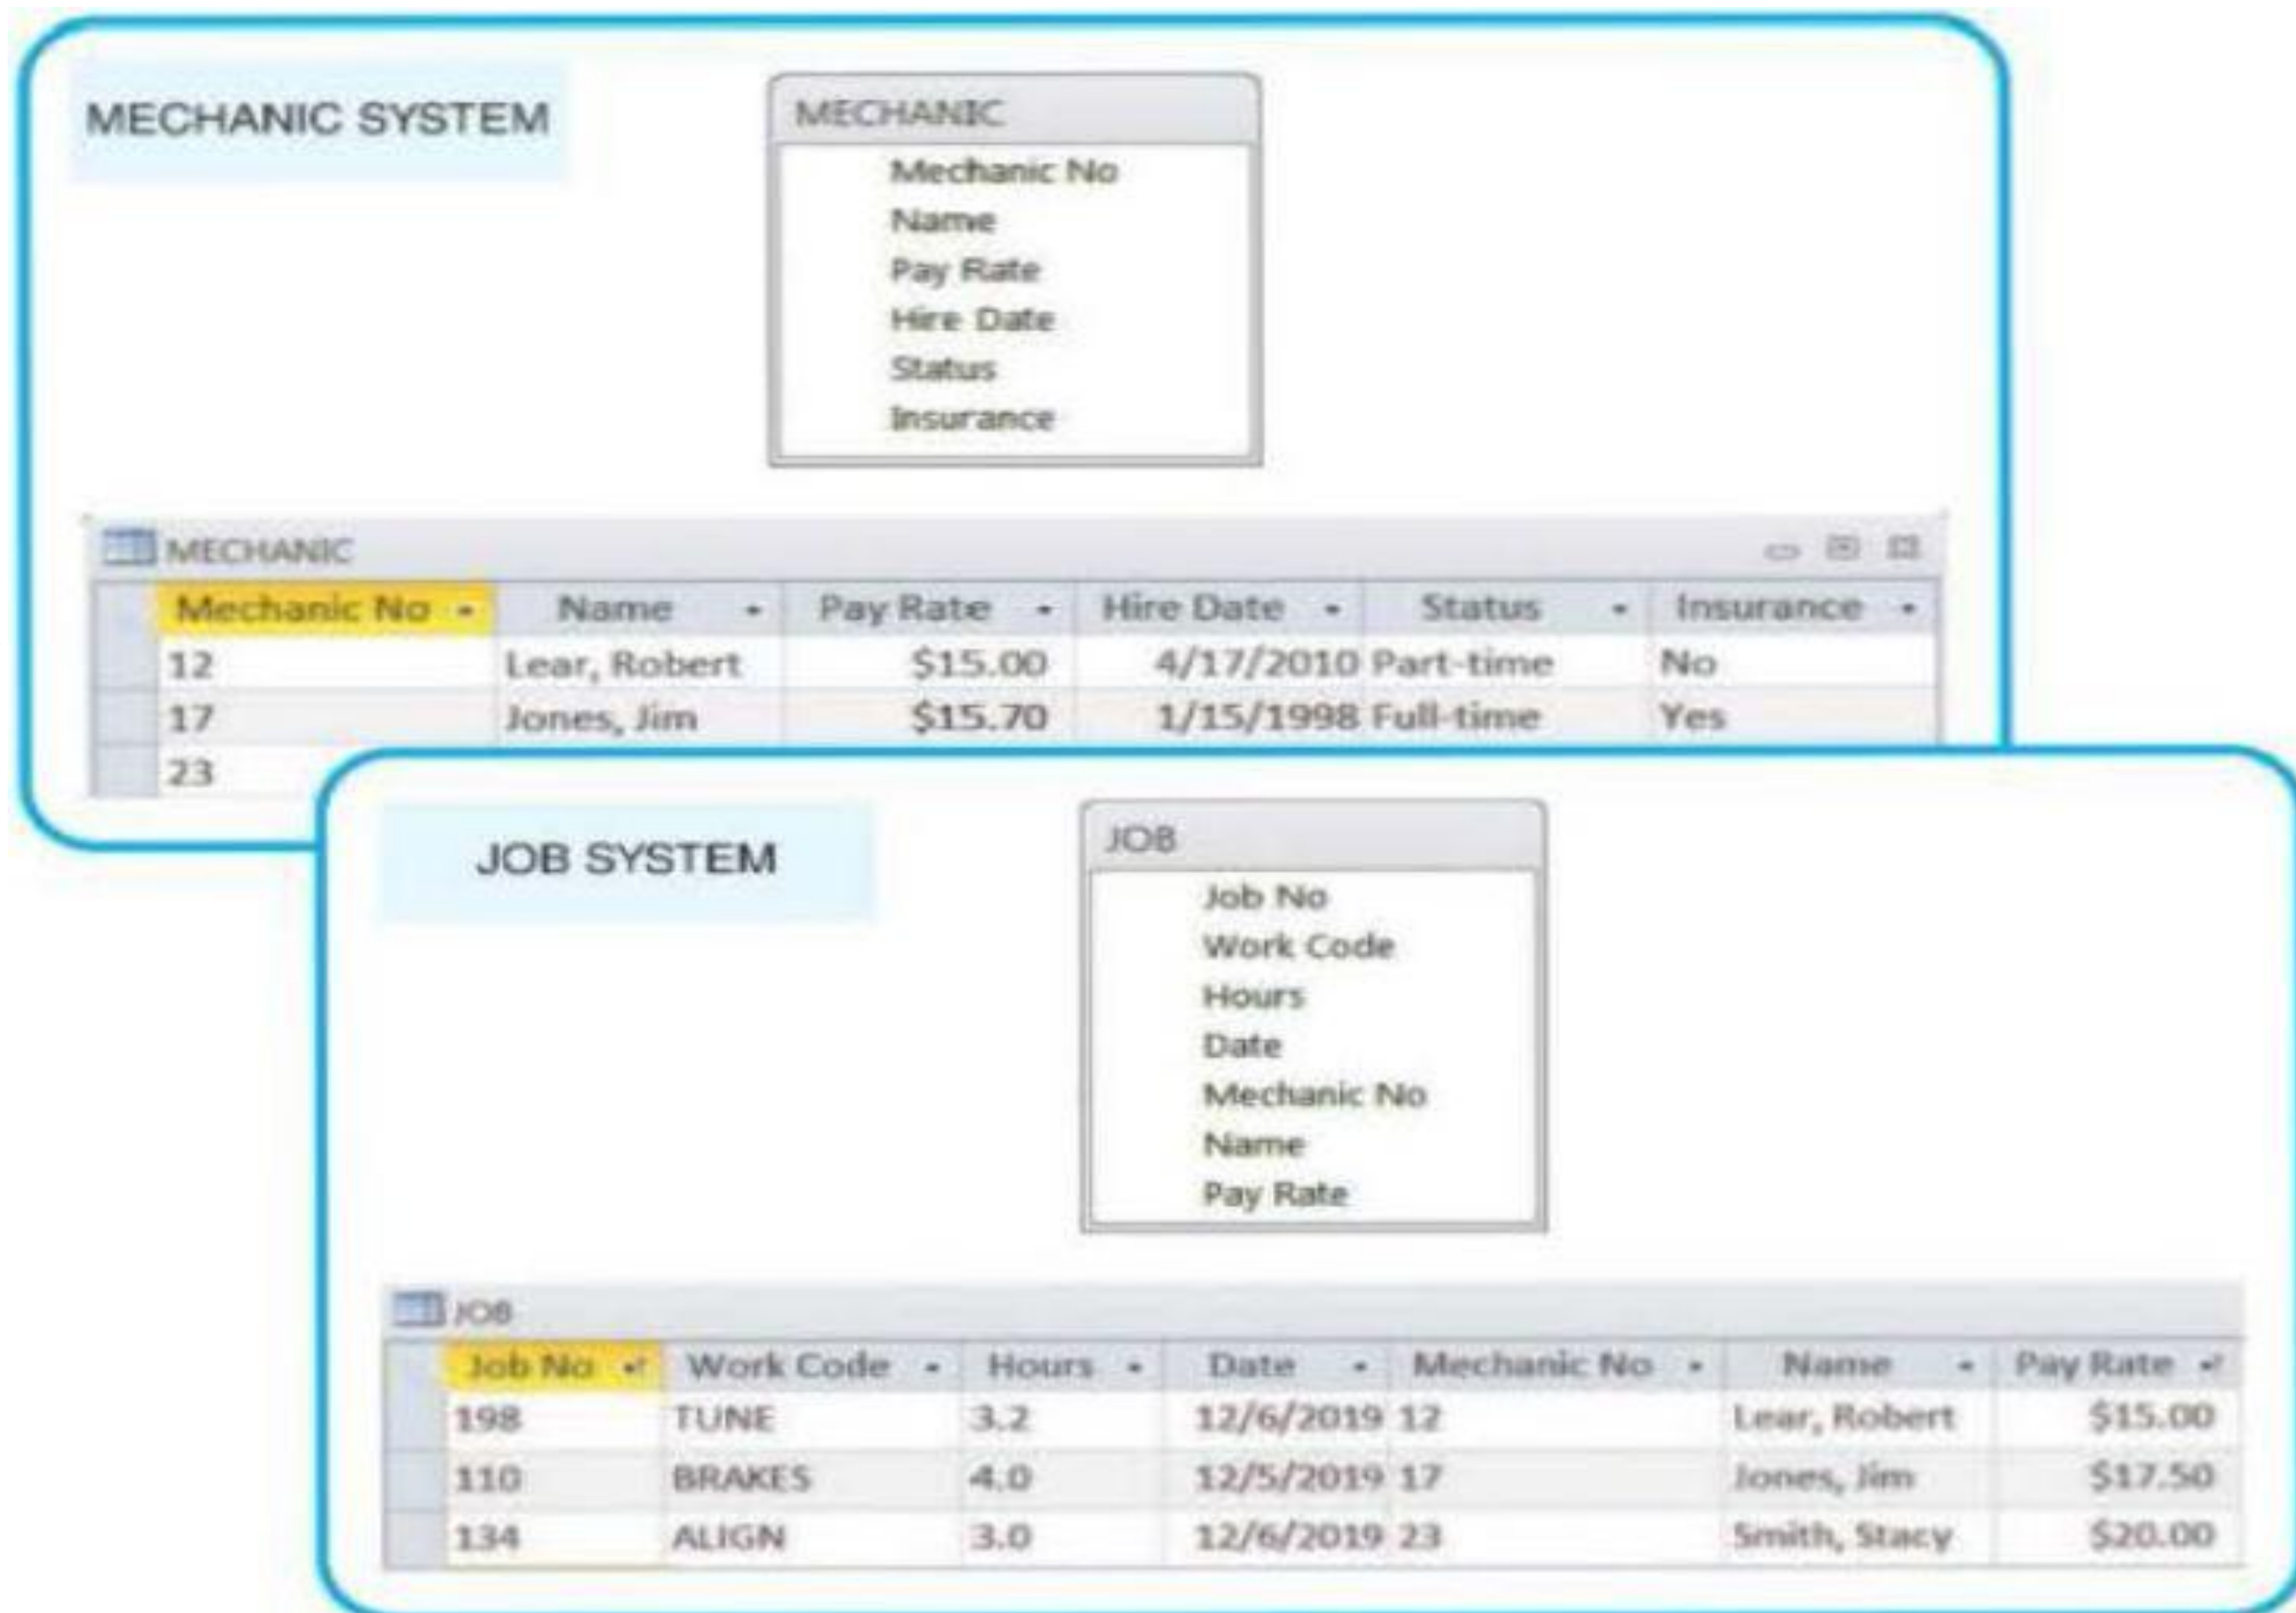 MECHANIC SYSTEM
MECHANIC
Mechanic No
Name
Pay Rate
Hire Date
Status
Insurance
MECHANIC
Mechanic No Name Pay Rate Hire Date Status Insurance
12 Lear, Robert $15.00 4/17/2010 Part-time No
17 Jones, Jim $15.70 1/15/1998 Full-time Yes
23
JOB SYSTEM
JOB
Job No
Work Code
Hours
Date
Mechanic No
Name
Pay Rate
JOB
Job No Work Code Hours Date Mechanic No Name Pay Rate
198 TUNE 3.2 12/6/2019 12 Lear, Robert $15.00
110 BRAKES 4.0 12/5/2019 17 Jones, Jim $17.50
134 ALIGN 3.0 12/6/2019 23 Smith, Stacy $20.00